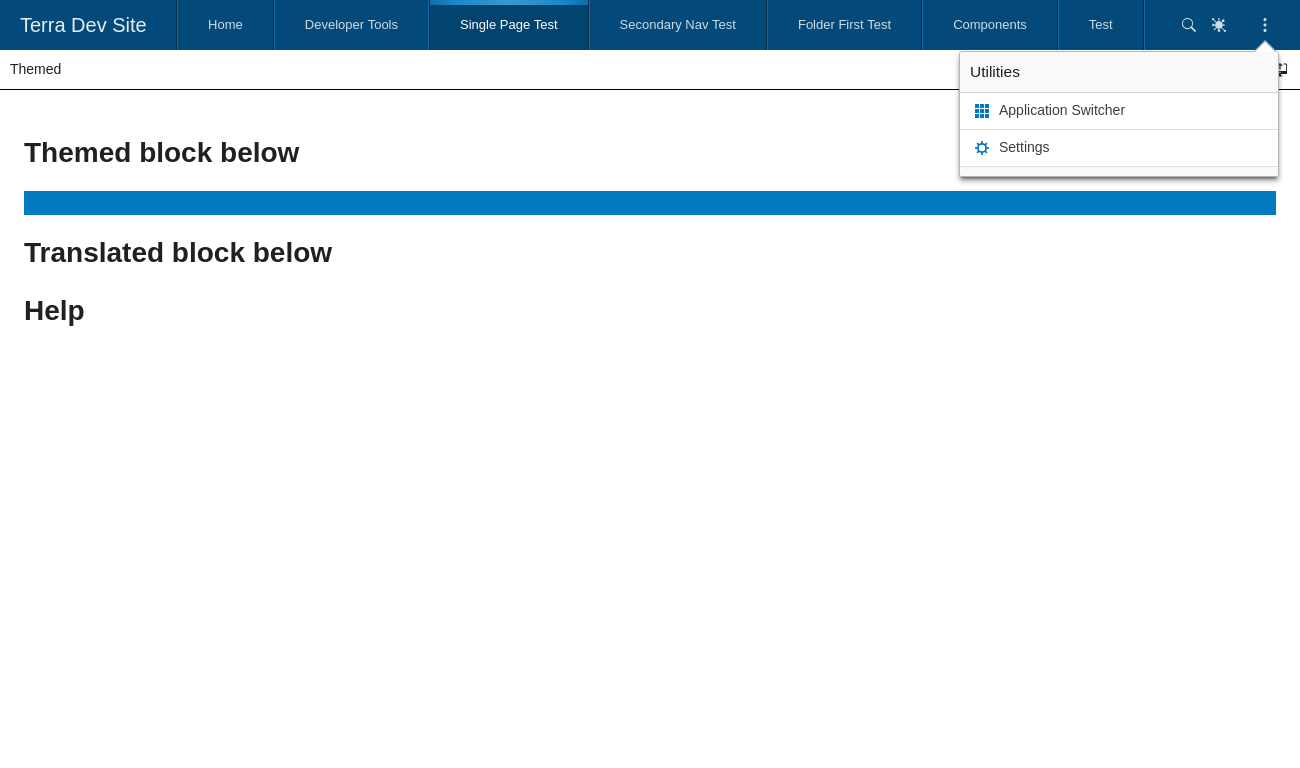 Terra Dev Site
Home
Developer Tools
Single Page Test
Secondary Nav Test
Folder First Test
Components
Test
Themed
Utilities
Application Switcher
Settings
Themed block below
Translated block below
Help